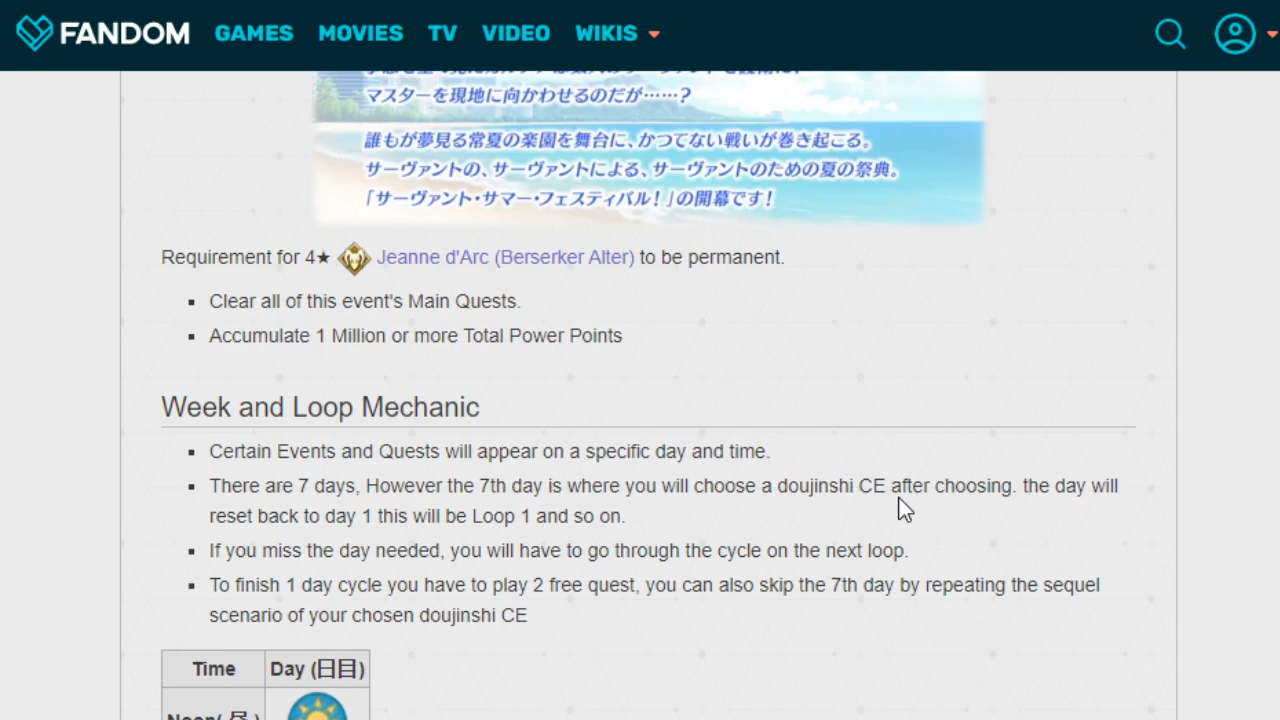 FANDOM GAMES MOVIES TV VIDEO WIKIS
マスターを現地に向かわせるのだが……?
誰もが夢見る常夏の楽園を舞台に、かつてない戦いが巻き起こる。
サーヴァントの、サーヴァントによる、サーヴァントのための夏の祭典。
「サーヴァント・サマー・フェスティバル！」の開幕です！
Requirement for 4★ Jeanne d'Arc (Berserker Alter) to be permanent.
Clear all of this event's Main Quests.
Accumulate 1 Million or more Total Power Points
Week and Loop Mechanic
Certain Events and Quests will appear on a specific day and time.
There are 7 days, However the 7th day is where you will choose a doujinshi CE after choosing. the day will
reset back to day 1 this will be Loop 1 and so on.
If you miss the day needed, you will have to go through the cycle on the next loop.
To finish 1 day cycle you have to play 2 free quest, you can also skip the 7th day by repeating the sequel
scenario of your chosen doujinshi CE
Time Day (日目)